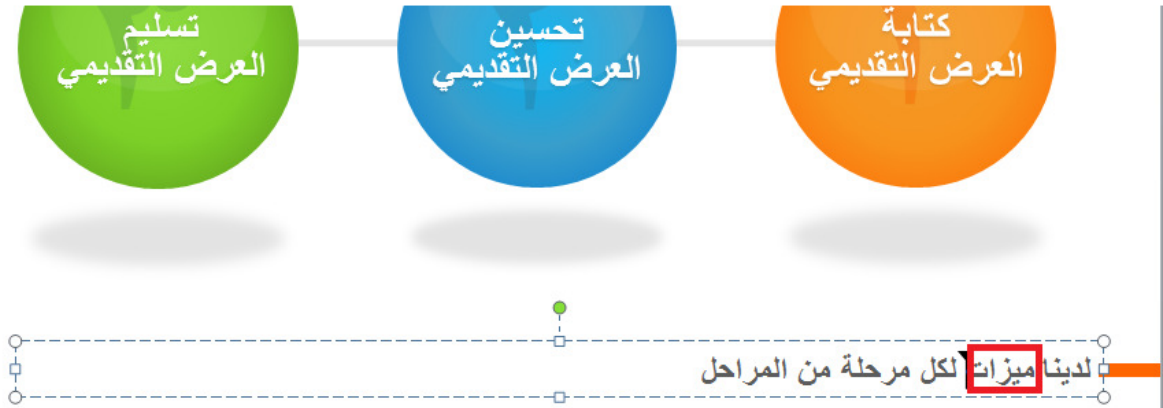 كتابة
العرض التقديمي
تحسين
العرض التقديمي
تسليم
العرض التقديمي
لدينا ميزات لكل مرحلة من المراحل